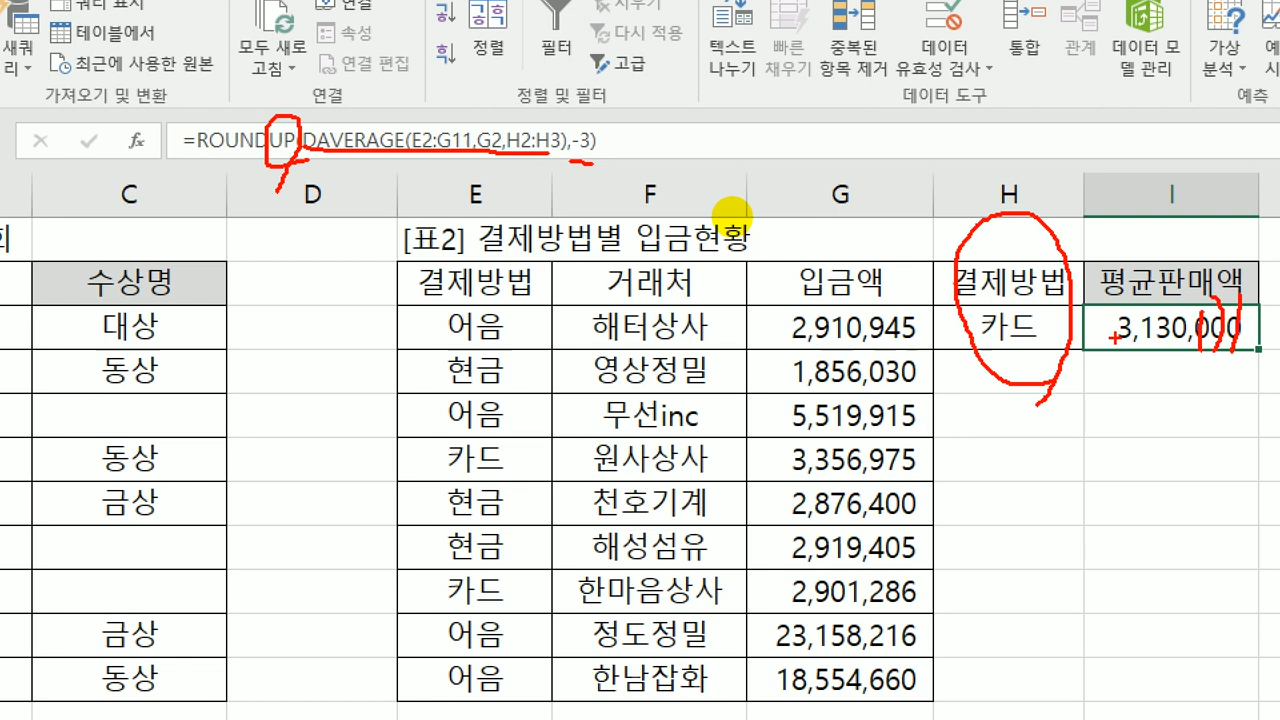 쿼리 표시
연결
지우기
새쿼
리
테이블에서
최근에 사용한 원본
모두 새로
고침
속성
연결 편집
정렬
필터
다시 적용
고급
텍스트
나누기
빠른
채우기
중복된
항목 제거
데이터
유효성 검사
통합
관계
데이터 모
델 관리
가상
분석
예
시
가져오기 및 변환
연결
정렬 및 필터
데이터 도구
예측
fx
=ROUNDUP(DAVERAGE(E2:G11,G2,H2:H3),-3)
C D E F G H I
[표2] 결제방법별 입금현황
수상명 결제방법 거래처 입금액 결제방법 평균판매액
대상 어음 해터상사 2,910,945 카드 3,130,000
동상 현금 영상정밀 1,856,030
어음 무선inc 5,519,915
동상 카드 원사상사 3,356,975
금상 현금 천호기계 2,876,400
현금 해성섬유 2,919,405
카드 한마음상사 2,901,286
금상 어음 정도정밀 23,158,216
동상 어음 한남잡화 18,554,660